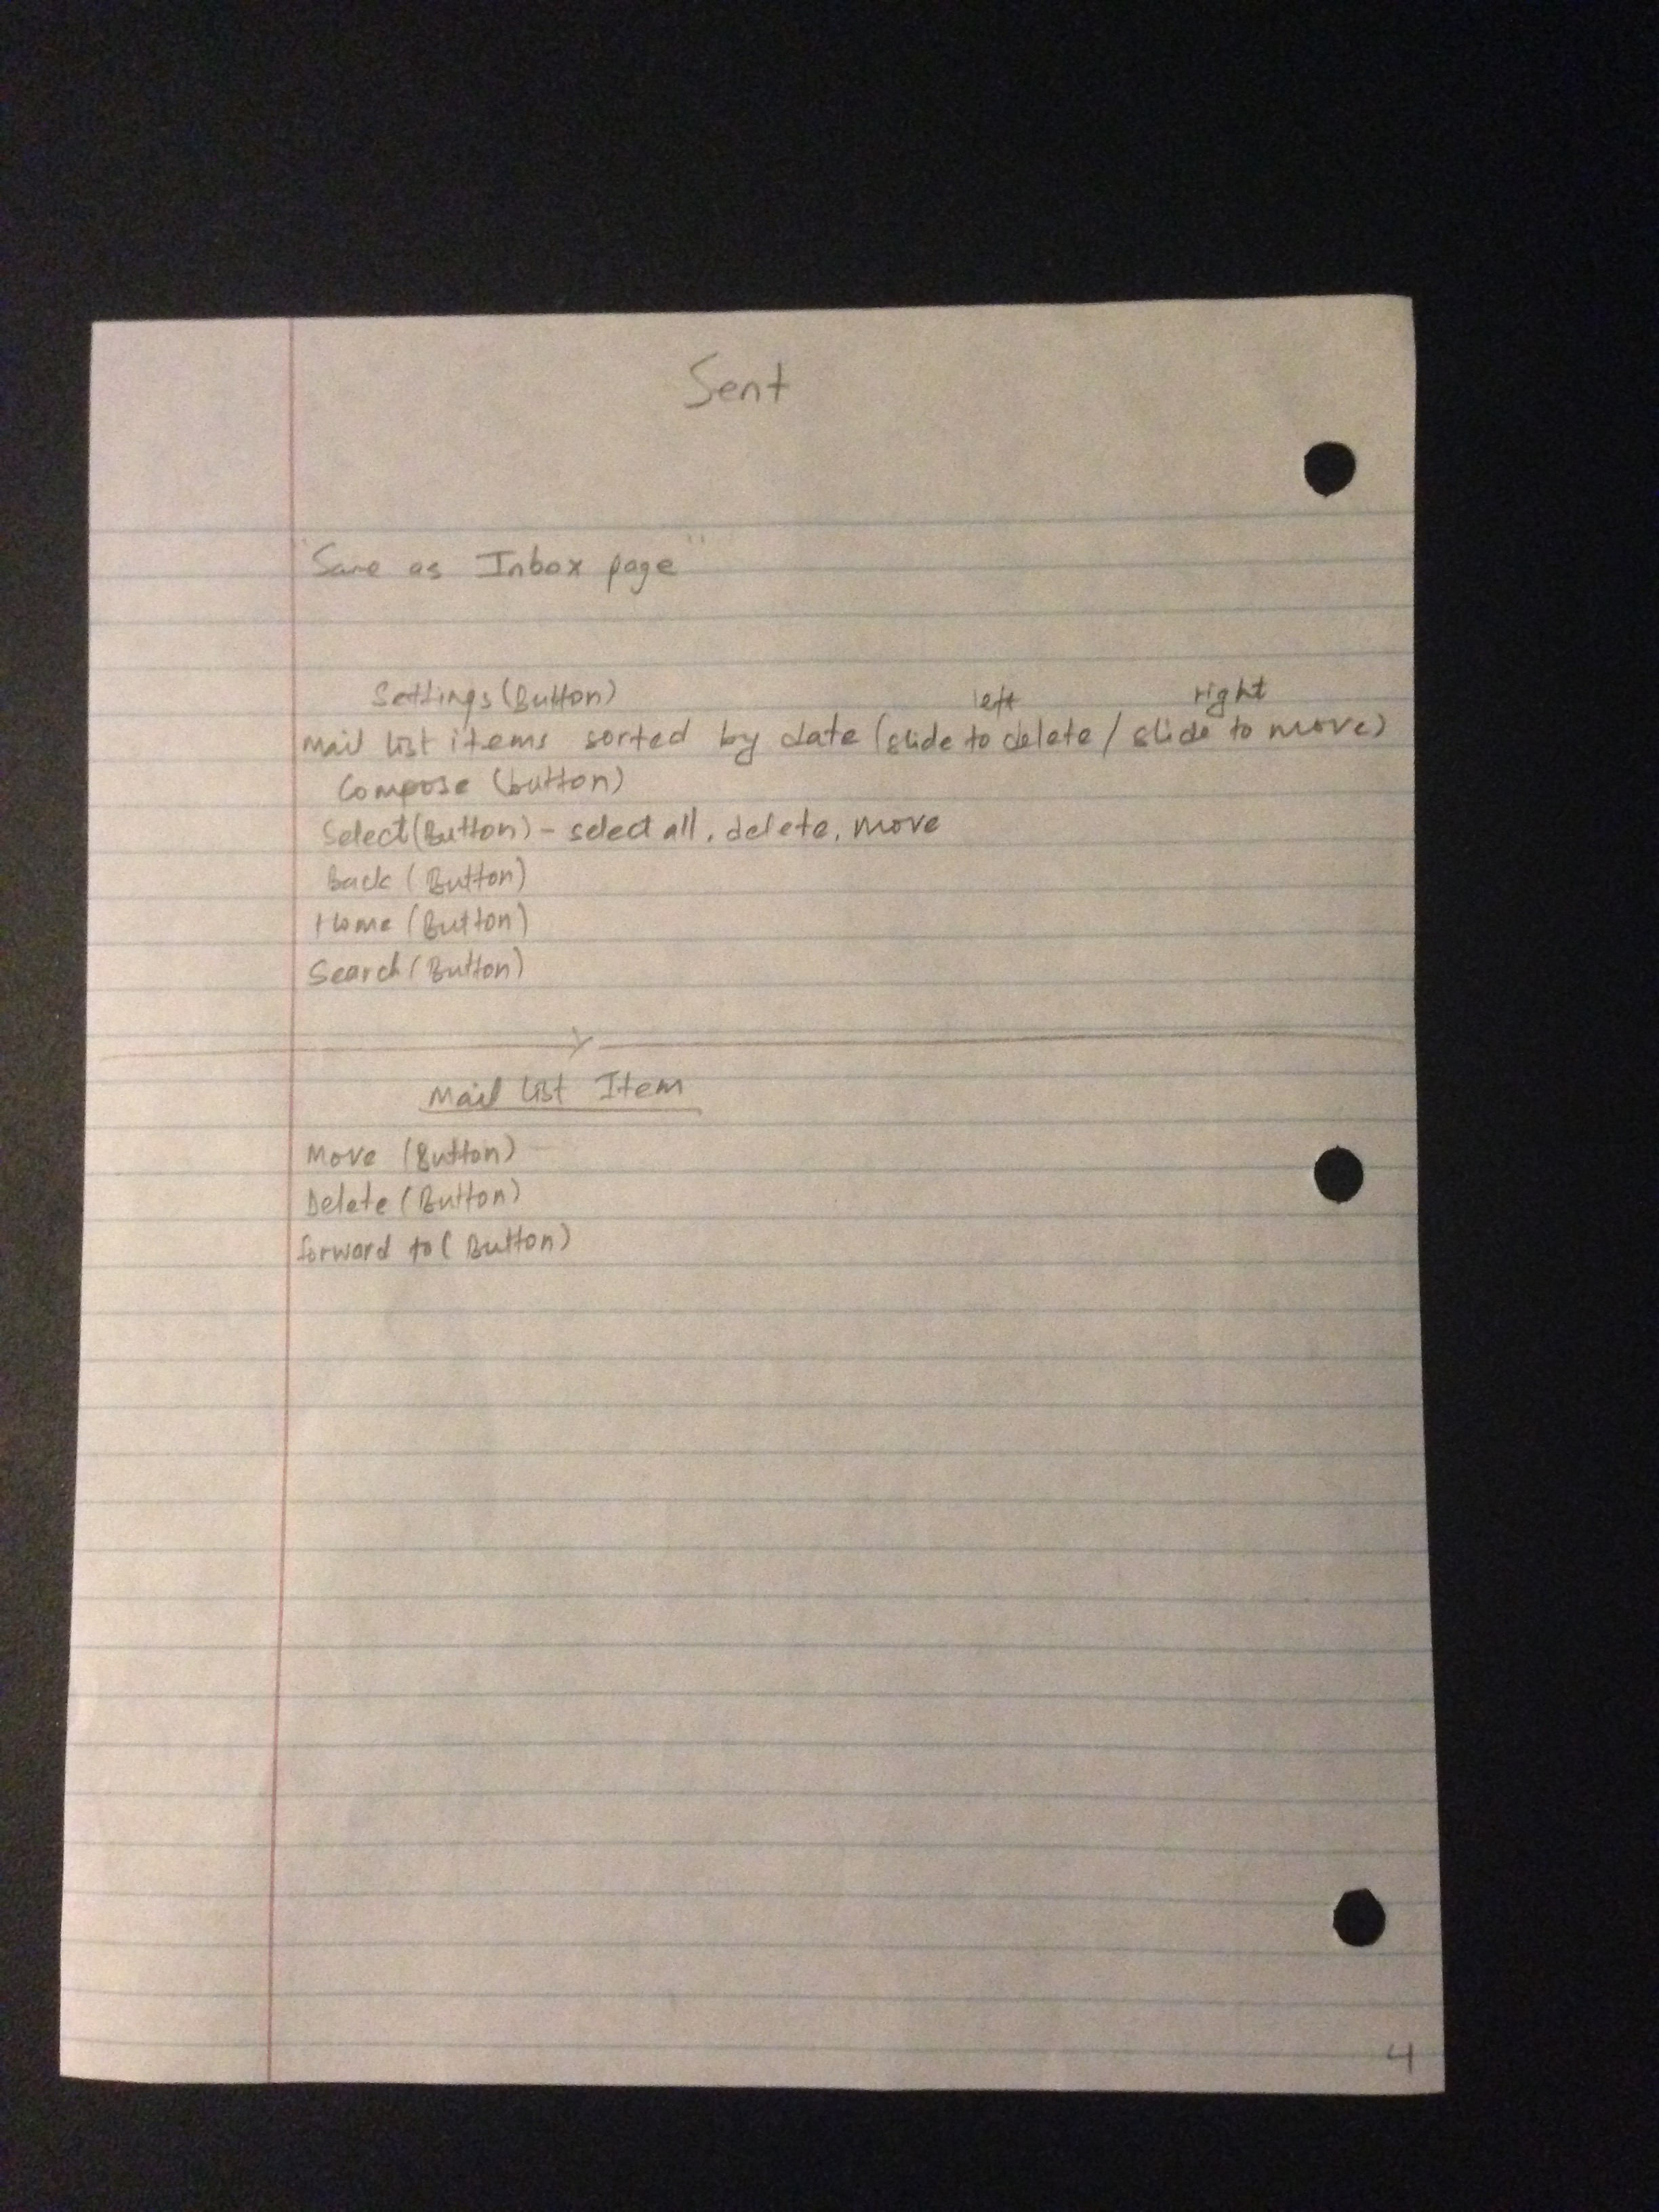 Sent
"Same as Inbox page"
Settings (Button)
left right
Mail list items sorted by date (slide to delete / slide to move)
Compose (button)
Select (Button) - select all, delete, move
Back (Button)
Home (Button)
Search (Button)
Mail List Item
Move (Button)
Delete (Button)
forward to (Button)
4